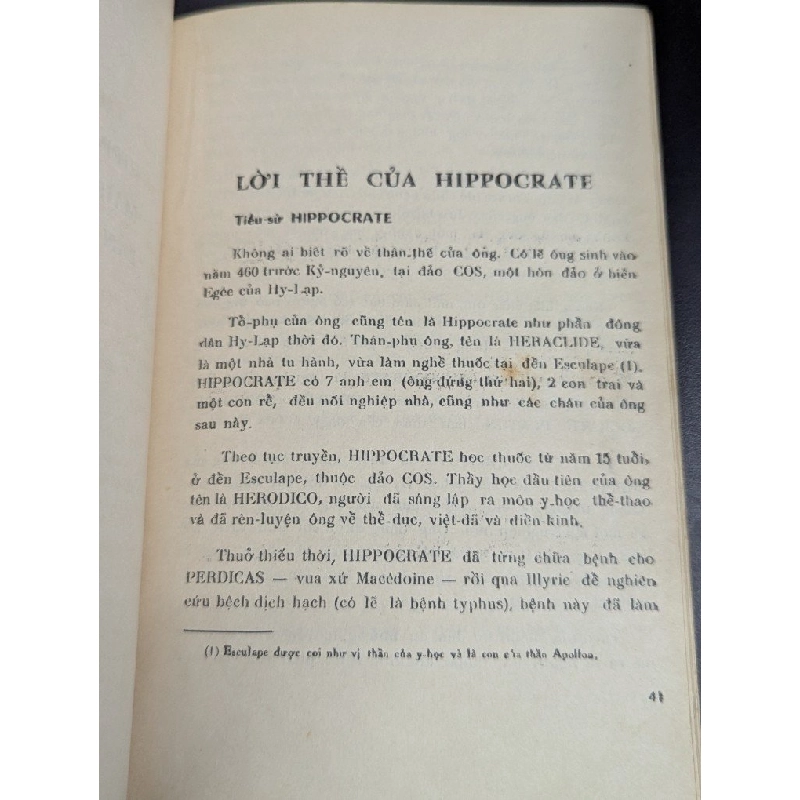 LỜI THỀ CỦA HIPPOCRATE
Tiểu-sử HIPPOCRATE
Không ai biết rõ về thân-thế của ông. Có lẽ ông sinh vào
năm 460 trước Kỷ-nguyên, tại đảo COS, một hòn đảo ở biển
Egée của Hy-Lạp.
Tổ-phụ của ông cũng tên là Hippocrate như phần đông
dân Hy-Lạp thời đó. Thân-phụ ông, tên là HERACLIDE, vừa
là một nhà tu hành, vừa làm nghề thuốc tại đền Esculape (1).
HIPPOCRATE có 7 anh em (ông đứng thứ hai), 2 con trai và
một con rể, đều nối nghiệp nhà, cũng như các cháu của ông
sau này.
Theo tục truyền, HIPPOCRATE học thuốc từ năm 15 tuổi,
ở đền Esculape, thuộc đảo COS. Thầy học đầu tiên của ông
tên là HERODICO, người đã sáng lập ra môn y-học thể-thao
và đã rèn-luyện ông về thể-dục, việt-dã và điền-kinh.
Thuở thiếu thời, HIPPOCRATE đã từng chữa bệnh cho
PERDICAS — vua xứ Macédoine — rồi qua Illyrie để nghiên
cứu bệch dịch hạch (có lẽ là bệnh typhus), bệnh này đã làm
(1) Esculape được coi như vị thần của y-học và là con của thần Apollon.
41